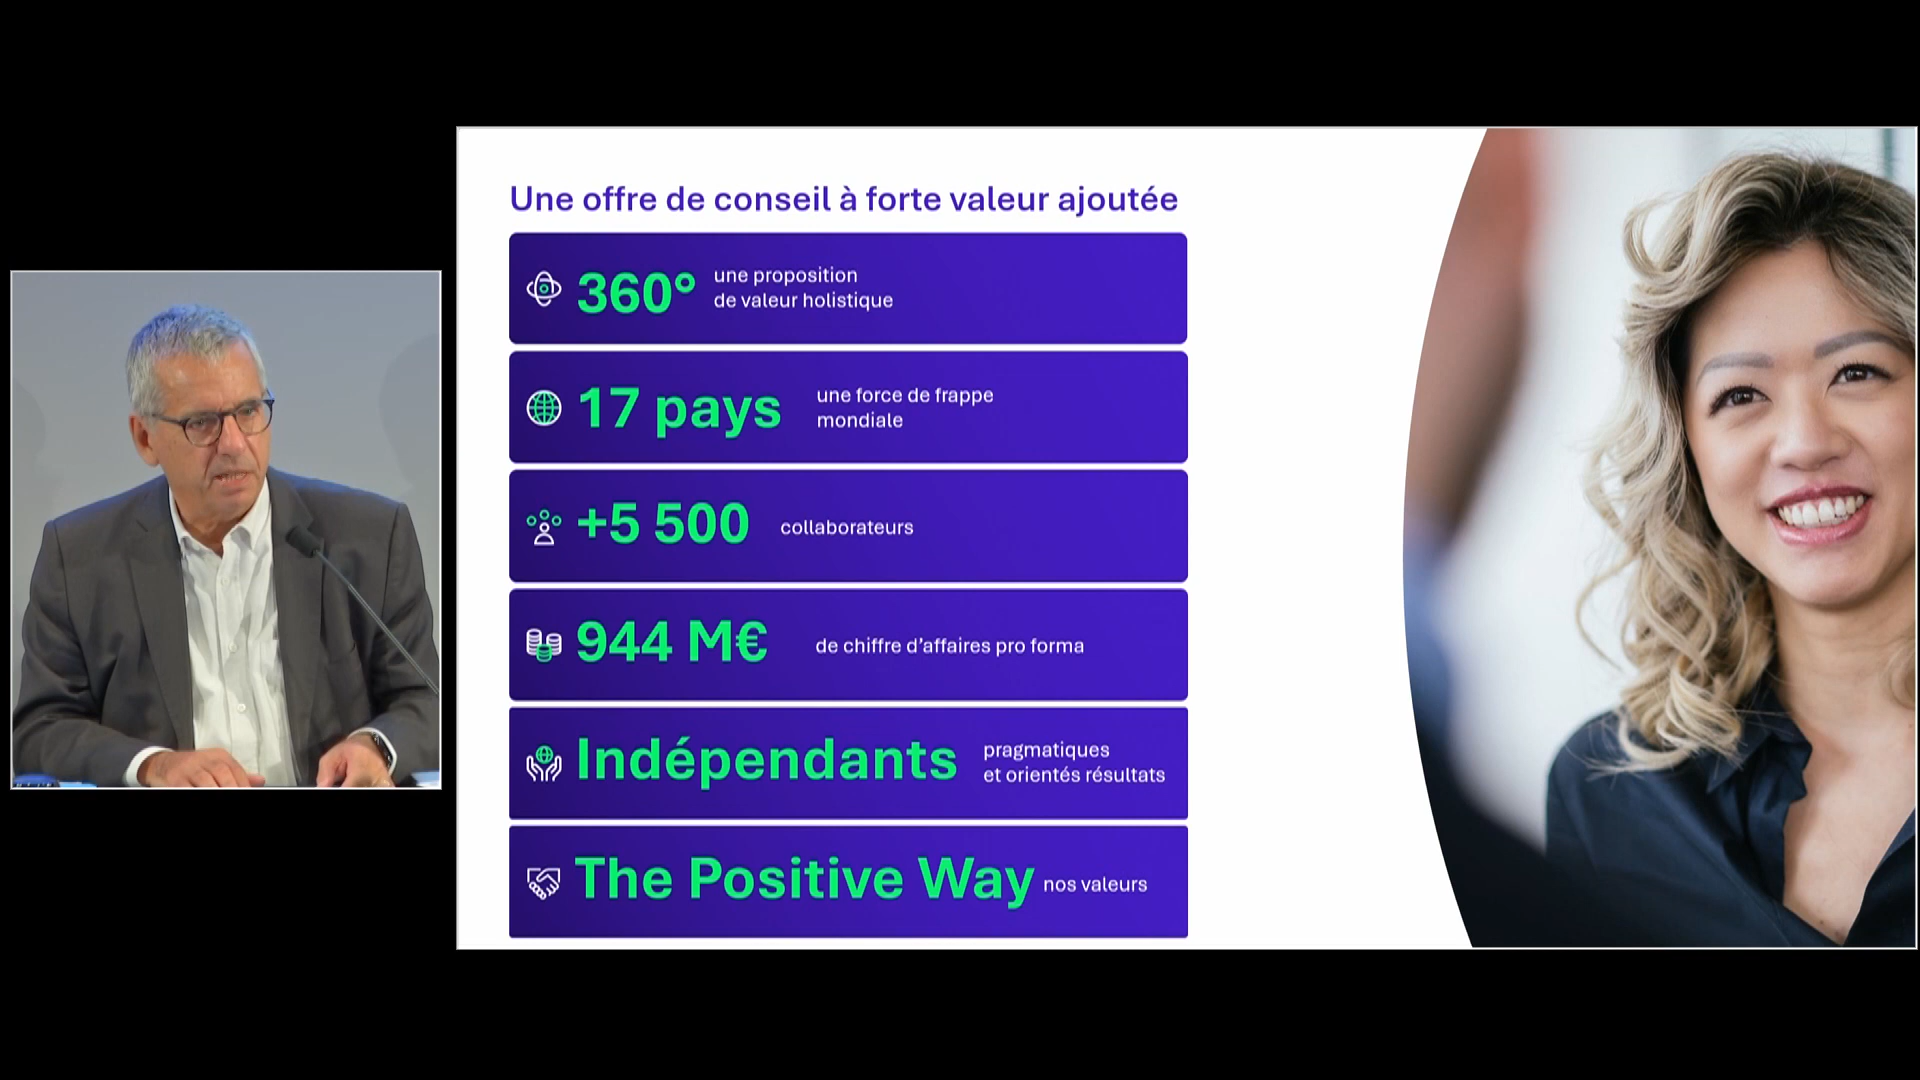 Une offre de conseil à forte valeur ajoutée
360°
une proposition
de valeur holistique
17 pays
une force de frappe
mondiale
+5 500
collaborateurs
944 M€
de chiffre d’affaires pro forma
Indépendants
pragmatiques
et orientés résultats
The Positive Way
nos valeurs